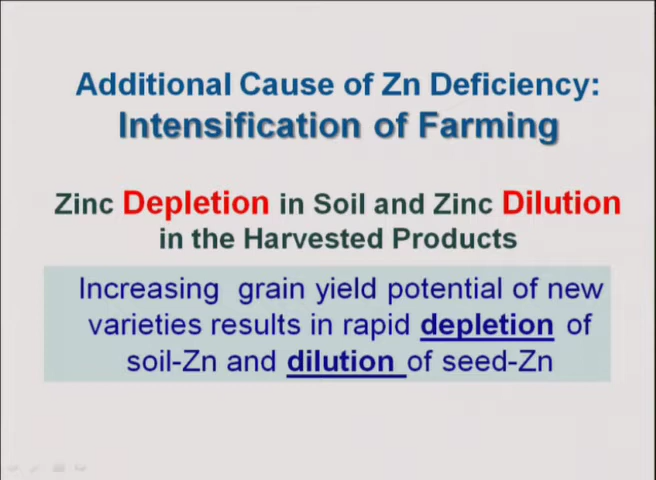 Additional Cause of Zn Deficiency:
Intensification of Farming
Zinc Depletion in Soil and Zinc Dilution
in the Harvested Products
Increasing grain yield potential of new
varieties results in rapid depletion of
soil-Zn and dilution of seed-Zn